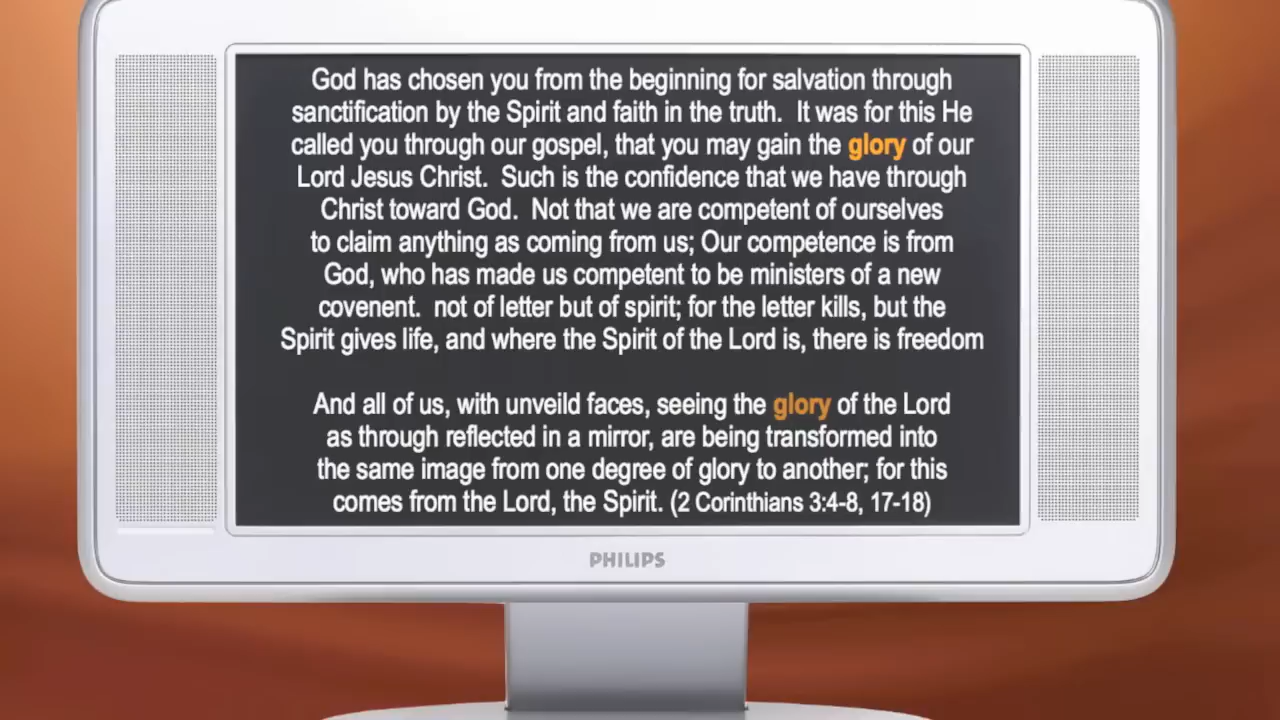 God has chosen you from the beginning for salvation through
sanctification by the Spirit and faith in the truth.  It was for this He
called you through our gospel, that you may gain the glory of our
Lord Jesus Christ.  Such is the confidence that we have through
Christ toward God.  Not that we are competent of ourselves
to claim anything as coming from us; Our competence is from
God, who has made us competent to be ministers of a new
covenent.  not of letter but of spirit; for the letter kills, but the
Spirit gives life, and where the Spirit of the Lord is, there is freedom
And all of us, with unveild faces, seeing the glory of the Lord
as through reflected in a mirror, are being transformed into
the same image from one degree of glory to another; for this
comes from the Lord, the Spirit. (2 Corinthians 3:4-8, 17-18)
PHILIPS